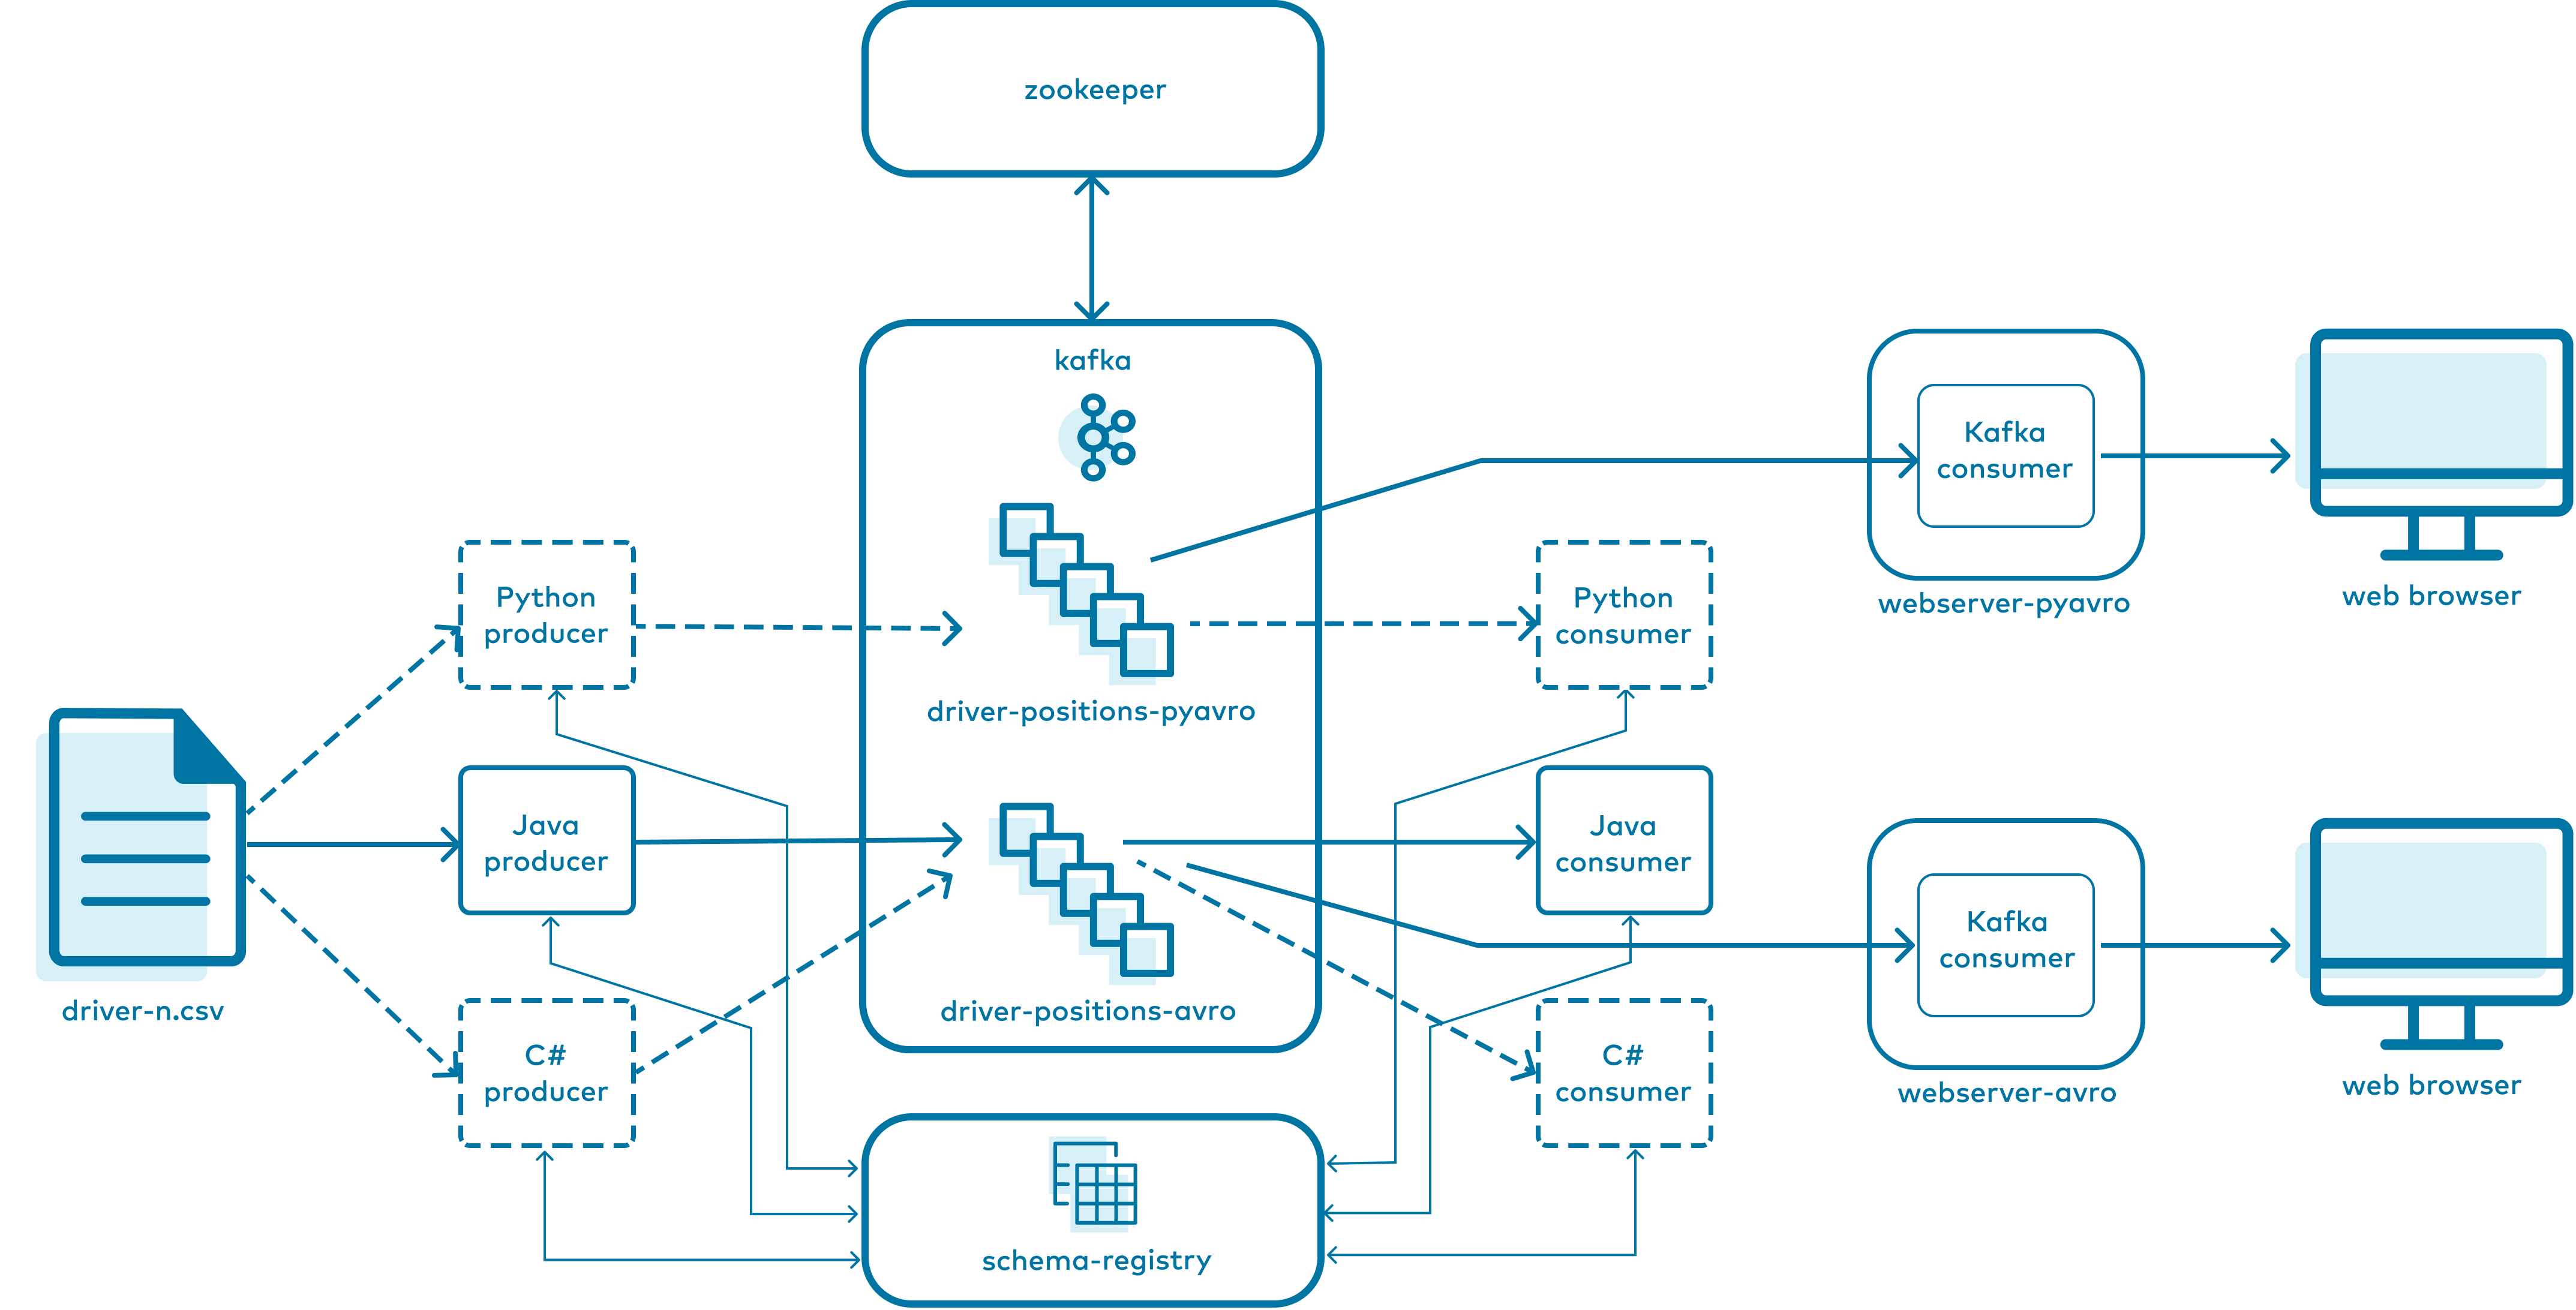 zookeeper
kafka
Kafka
consumer
webserver-pyavro
web browser
Python
producer
driver-positions-pyavro
Python
consumer
driver-n.csv
Java
producer
driver-positions-avro
Java
consumer
Kafka
consumer
webserver-avro
web browser
C#
producer
C#
consumer
schema-registry